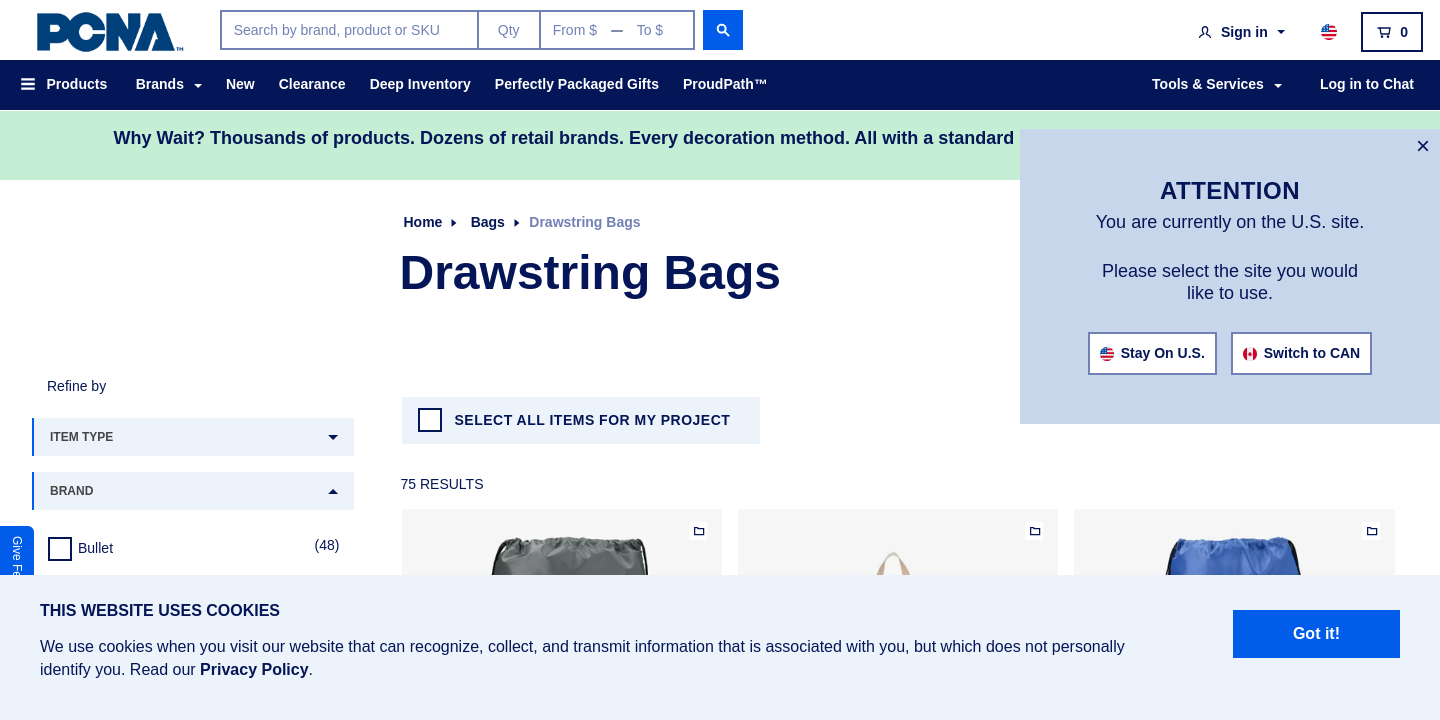 PCNA™
Search by brand, product or SKU
Qty
From $ — To $
Sign in
0
Products
Brands
New
Clearance
Deep Inventory
Perfectly Packaged Gifts
ProudPath™
Tools & Services
Log in to Chat
Why Wait? Thousands of products. Dozens of retail brands. Every decoration method. All with a standard
×
ATTENTION
You are currently on the U.S. site.
Please select the site you would
like to use.
Stay On U.S.
Switch to CAN
Home
Bags
Drawstring Bags
Drawstring Bags
Refine by
ITEM TYPE
BRAND
Bullet
(48)
Give Fe
SELECT ALL ITEMS FOR MY PROJECT
75 RESULTS
THIS WEBSITE USES COOKIES
We use cookies when you visit our website that can recognize, collect, and transmit information that is associated with you, but which does not personally
identify you. Read our Privacy Policy.
Got it!